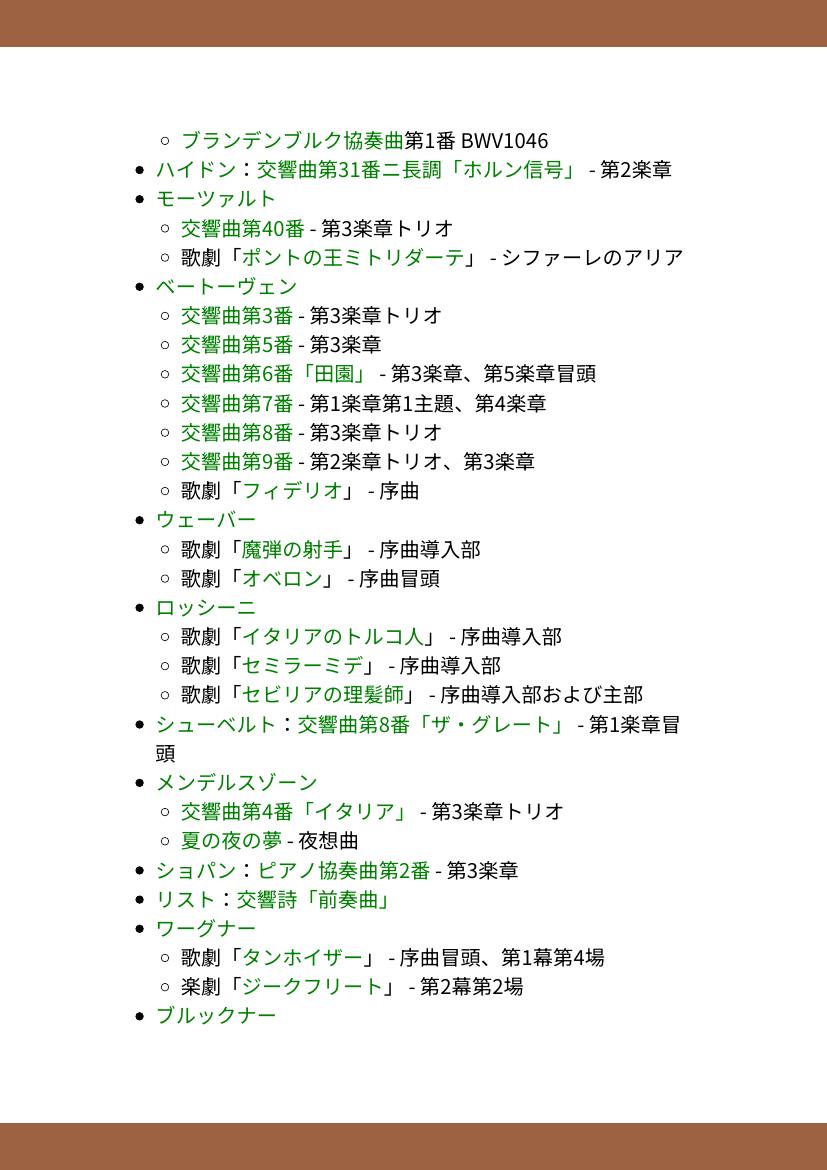 ブランデンブルク協奏曲第1番 BWV1046
ハイドン：交響曲第31番ニ長調「ホルン信号」 - 第2楽章
モーツァルト
交響曲第40番 - 第3楽章トリオ
歌劇「ポントの王ミトリダーテ」 - シファーレのアリア
ベートーヴェン
交響曲第3番 - 第3楽章トリオ
交響曲第5番 - 第3楽章
交響曲第6番「田園」 - 第3楽章、第5楽章冒頭
交響曲第7番 - 第1楽章第1主題、第4楽章
交響曲第8番 - 第3楽章トリオ
交響曲第9番 - 第2楽章トリオ、第3楽章
歌劇「フィデリオ」 - 序曲
ウェーバー
歌劇「魔弾の射手」 - 序曲導入部
歌劇「オベロン」 - 序曲冒頭
ロッシーニ
歌劇「イタリアのトルコ人」 - 序曲導入部
歌劇「セミラーミデ」 - 序曲導入部
歌劇「セビリアの理髪師」 - 序曲導入部および主部
シューベルト：交響曲第8番「ザ・グレート」 - 第1楽章冒
頭
メンデルスゾーン
交響曲第4番「イタリア」 - 第3楽章トリオ
夏の夜の夢 - 夜想曲
ショパン：ピアノ協奏曲第2番 - 第3楽章
リスト：交響詩「前奏曲」
ワーグナー
歌劇「タンホイザー」 - 序曲冒頭、第1幕第4場
楽劇「ジークフリート」 - 第2幕第2場
ブルックナー